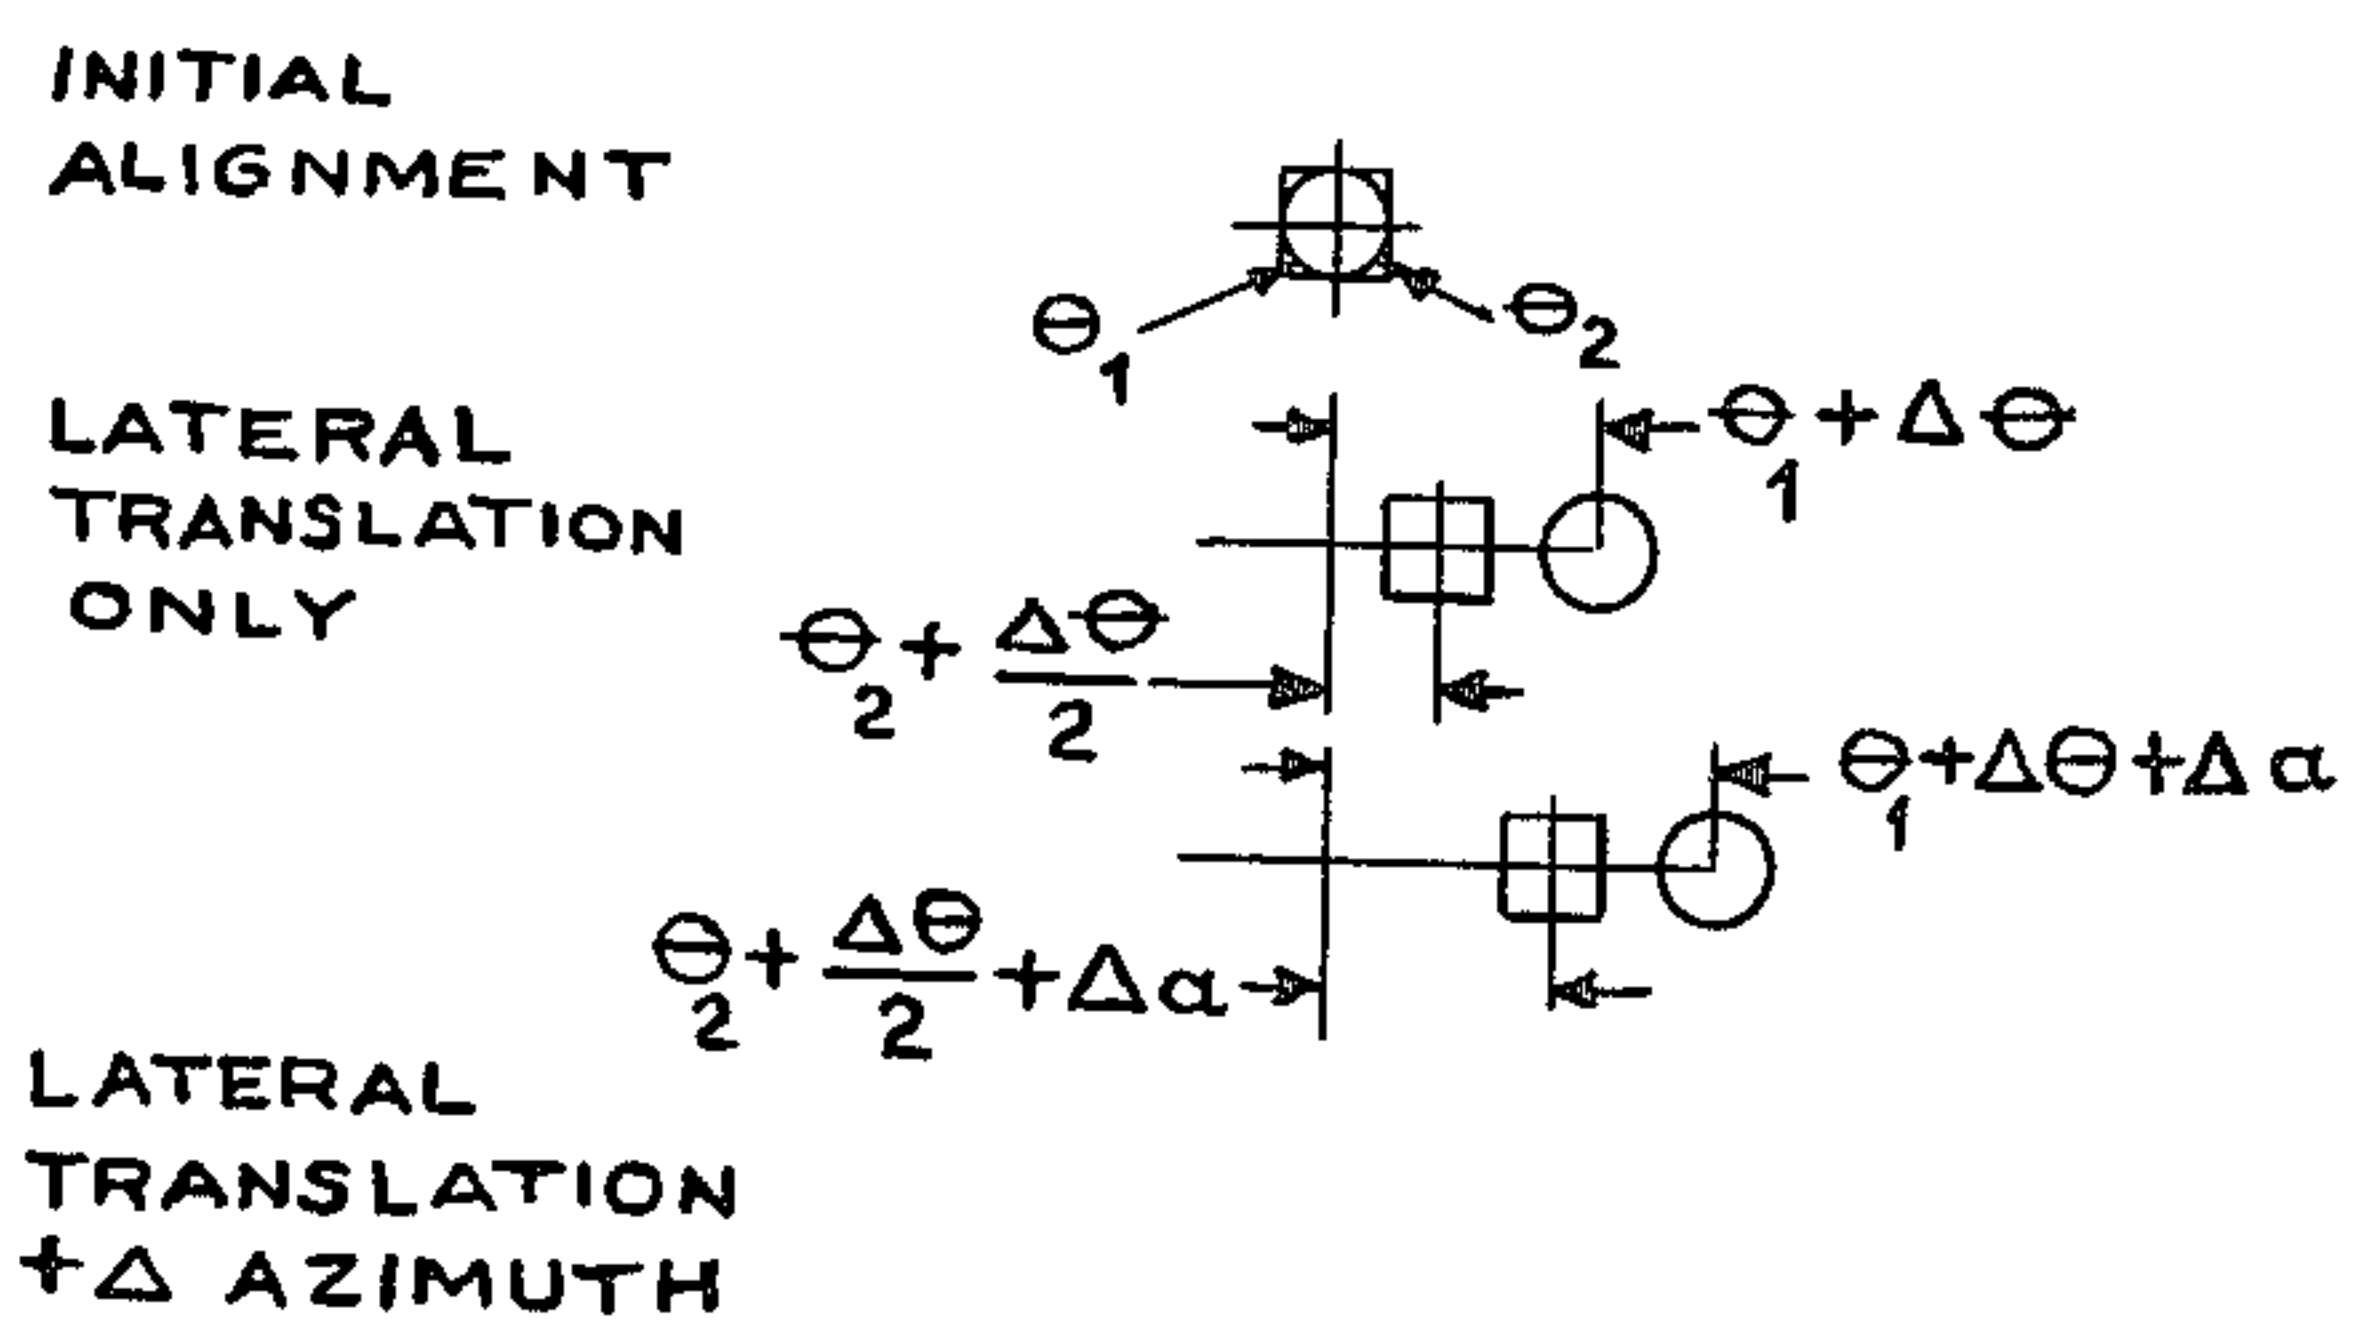 INITIAL
ALIGNMENT
Θ₁
Θ₂
LATERAL
TRANSLATION
ONLY
Θ₁+ΔΘ
Θ₂+ΔΘ/2
Θ₁+ΔΘ+Δα
Θ₂+ΔΘ/2+Δα
LATERAL
TRANSLATION
+Δ AZIMUTH